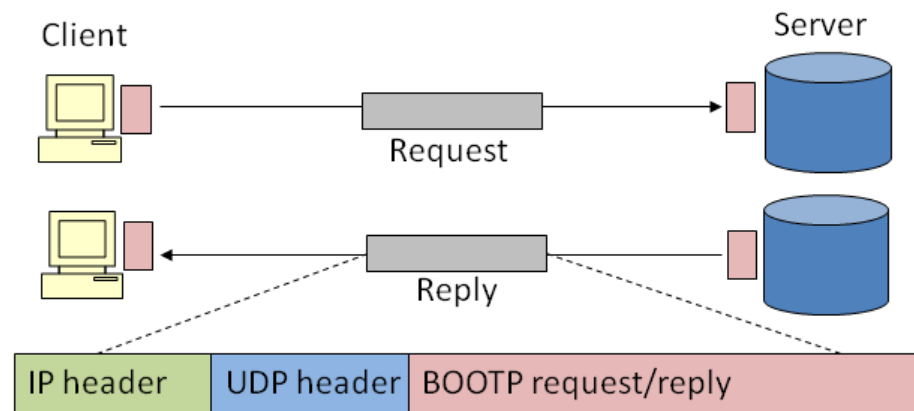 Client
Server
Request
Reply
IP header
UDP header
BOOTP request/reply